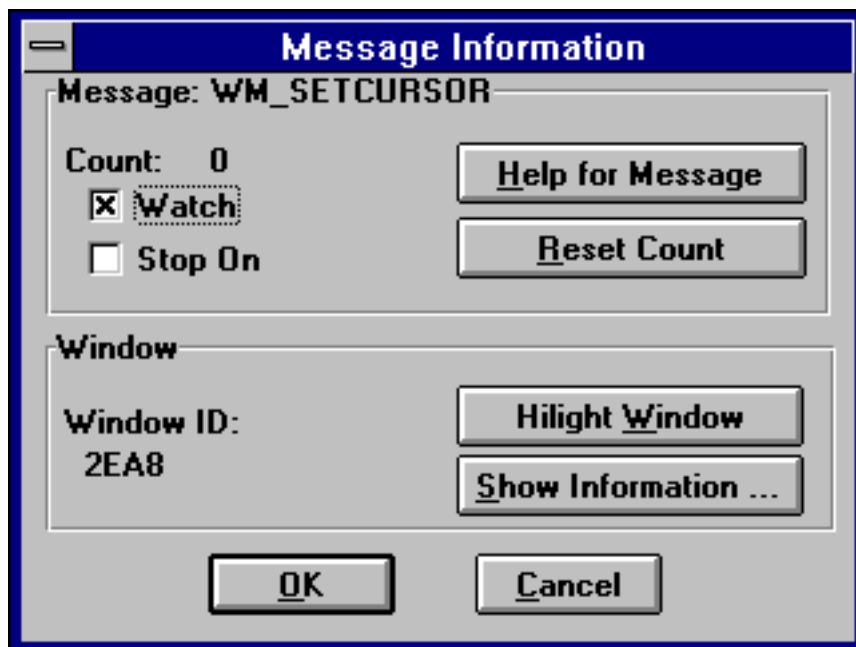 Message Information
Message: WM_SETCURSOR
Count: 0
Help for Message
Watch
Reset Count
Stop On
Window
Window ID:
Hilight Window
2EA8
Show Information ...
OK
Cancel